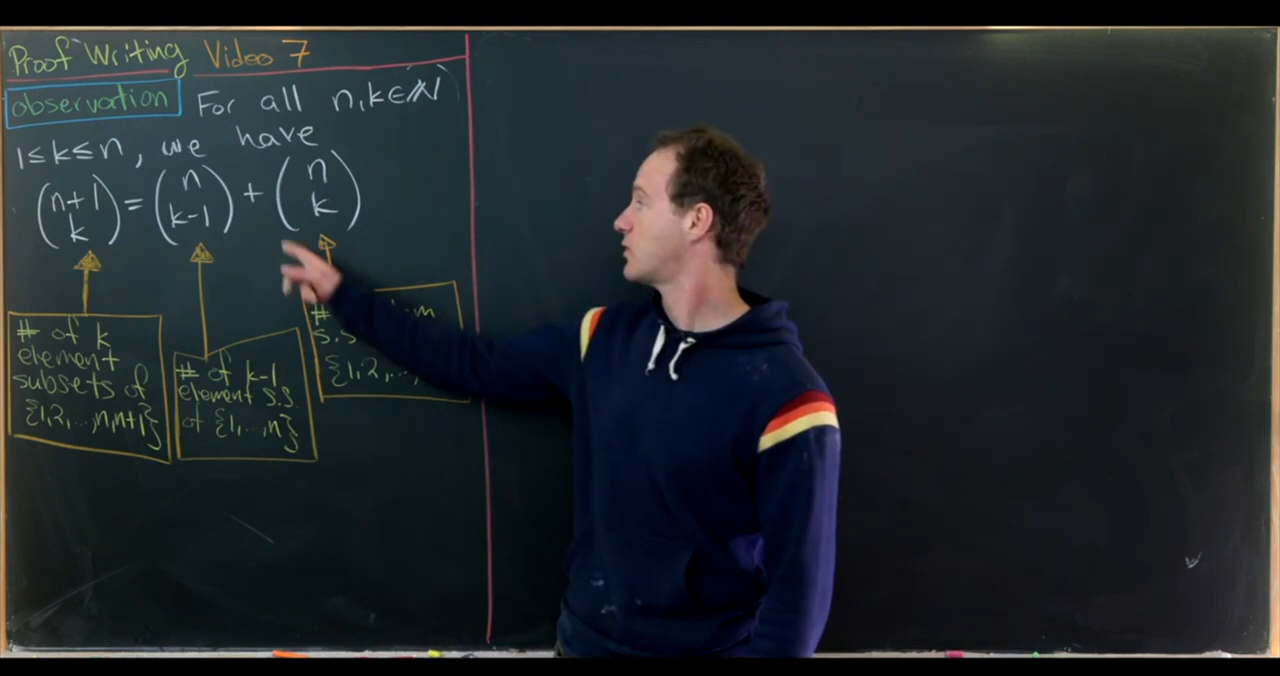 Proof Writing Video 7
observation For all n, k ∈ ℕ
1 ≤ k ≤ n, we have
(n+1 k) = (n k-1) + (n k)
# of k
element
subsets of
{1,2,...,n,n+1}
# of k-1
element s.s.
of {1,...,n}
#
s.s
{1,2,...,